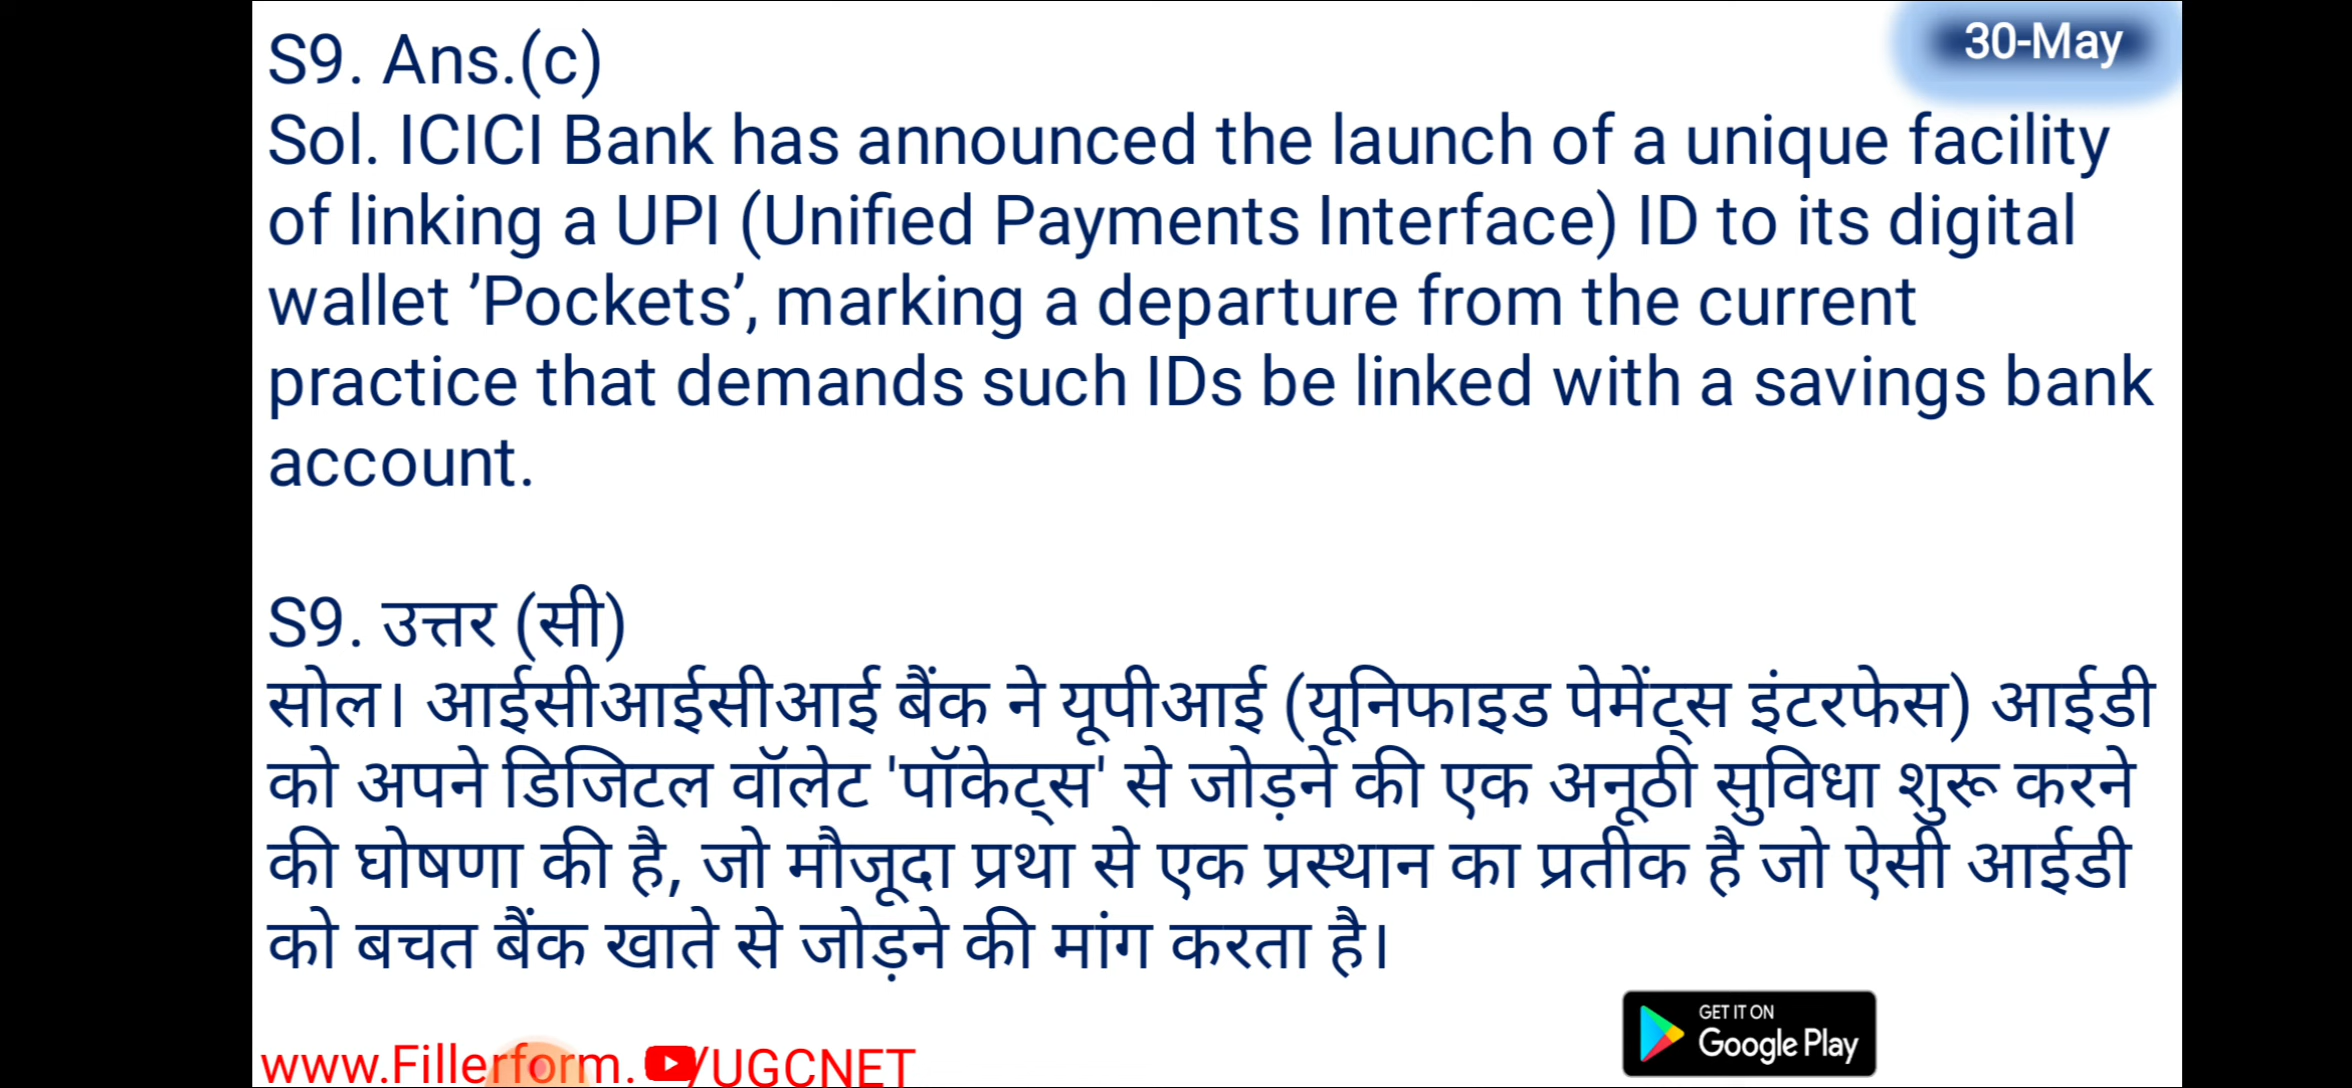 S9. Ans.(c)
30-May
Sol. ICICI Bank has announced the launch of a unique facility
of linking a UPI (Unified Payments Interface) ID to its digital
wallet ’Pockets’, marking a departure from the current
practice that demands such IDs be linked with a savings bank
account.
S9. उत्तर (सी)
सोल। आईसीआईसीआई बैंक ने यूपीआई (यूनिफाइड पेमेंट्स इंटरफेस) आईडी
को अपने डिजिटल वॉलेट 'पॉकेट्स' से जोड़ने की एक अनूठी सुविधा शुरू करने
की घोषणा की है, जो मौजूदा प्रथा से एक प्रस्थान का प्रतीक है जो ऐसी आईडी
को बचत बैंक खाते से जोड़ने की मांग करता है।
GET IT ON
Google Play
www.Fillerform. /UGCNET